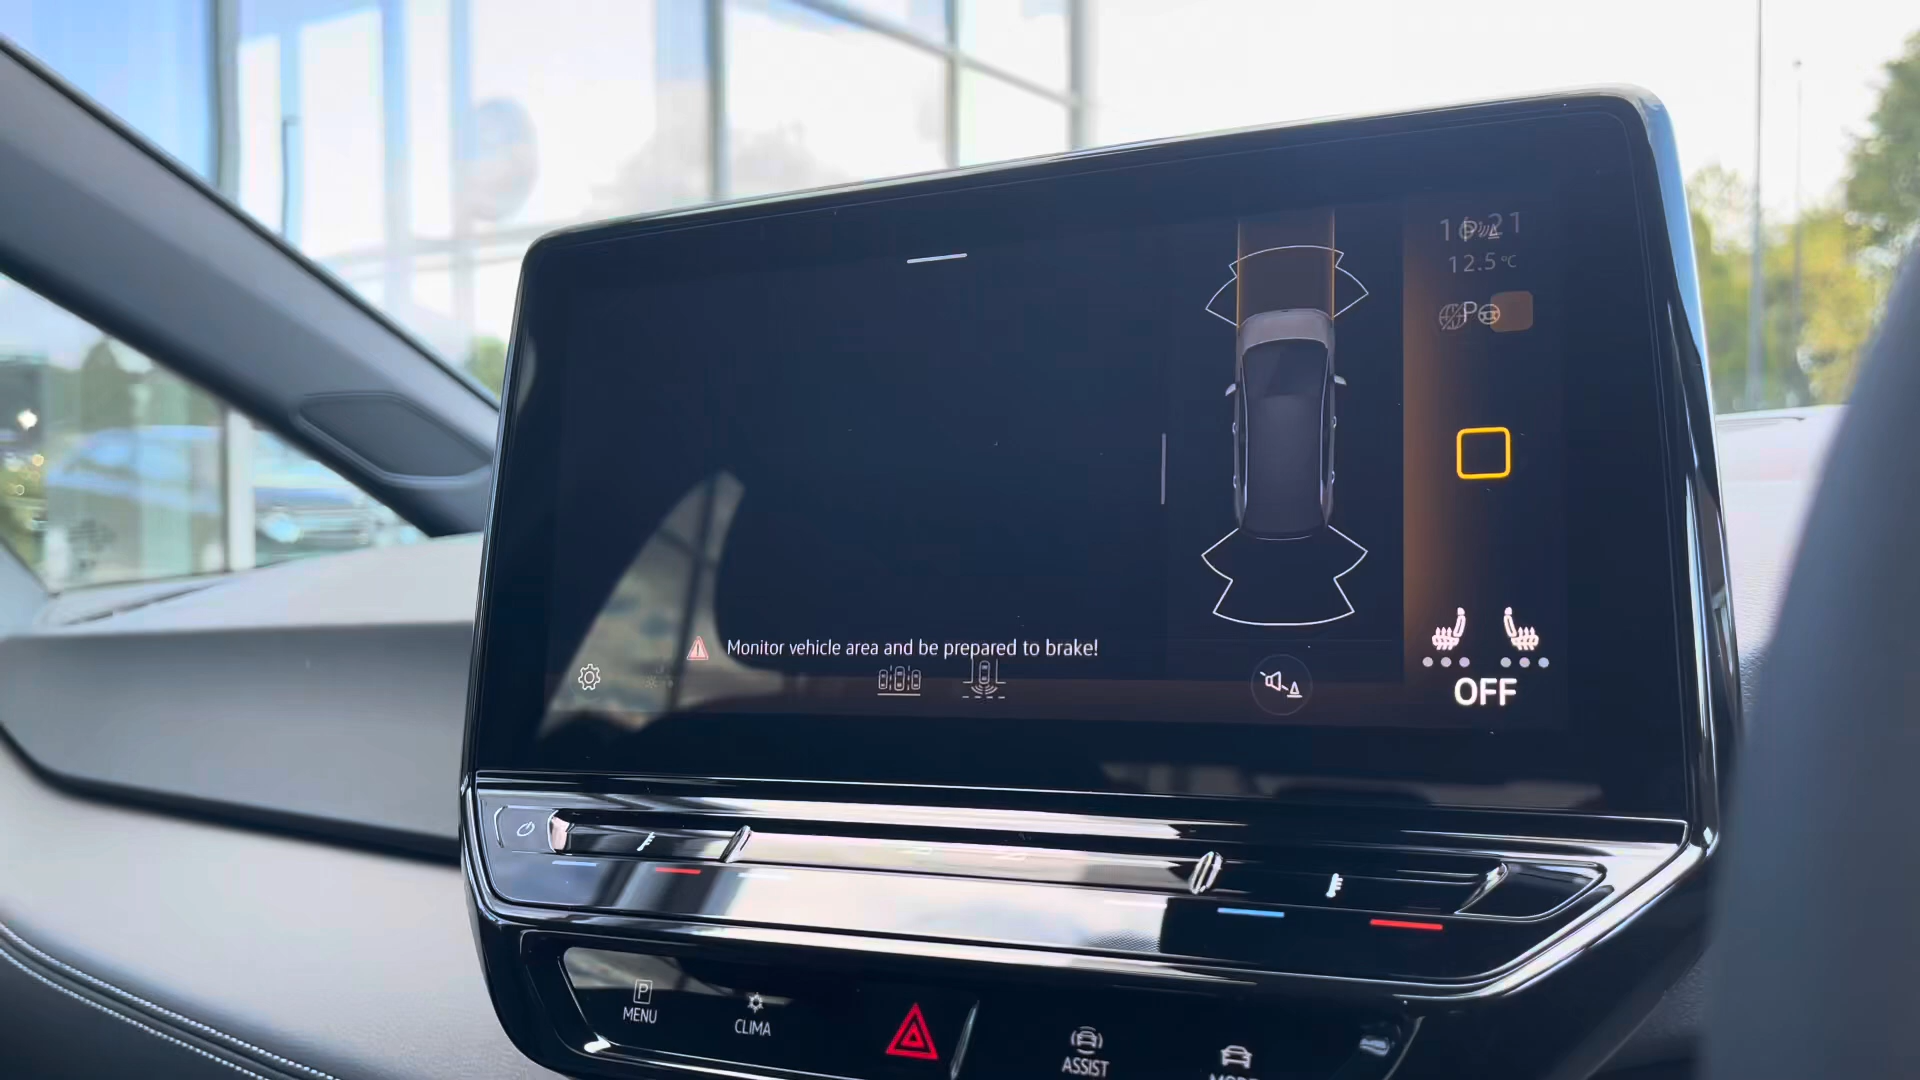 12.5°C
P
Monitor vehicle area and be prepared to brake!
OFF
P
MENU
CLIMA
ASSIST